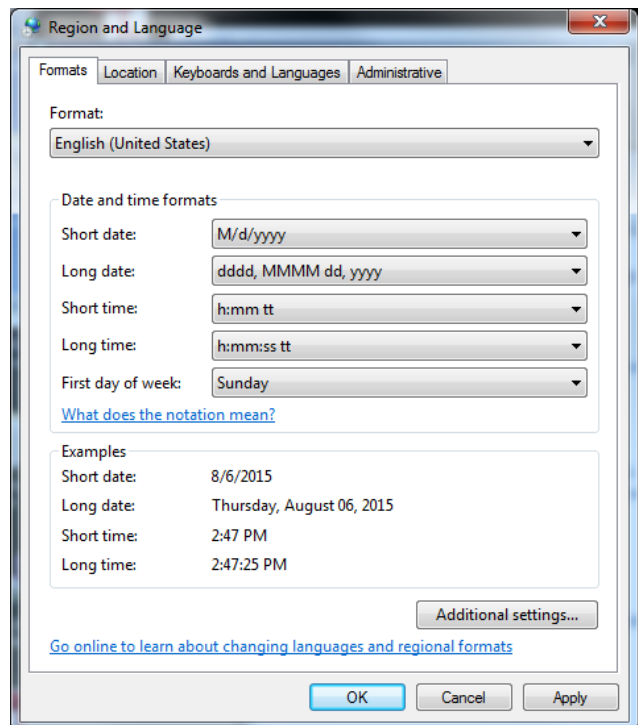 Region and Language
Formats Location Keyboards and Languages Administrative
Format:
English (United States)
Date and time formats
Short date: M/d/yyyy
Long date: dddd, MMMM dd, yyyy
Short time: h:mm tt
Long time: h:mm:ss tt
First day of week: Sunday
What does the notation mean?
Examples
Short date: 8/6/2015
Long date: Thursday, August 06, 2015
Short time: 2:47 PM
Long time: 2:47:25 PM
Additional settings...
Go online to learn about changing languages and regional formats
OK Cancel Apply